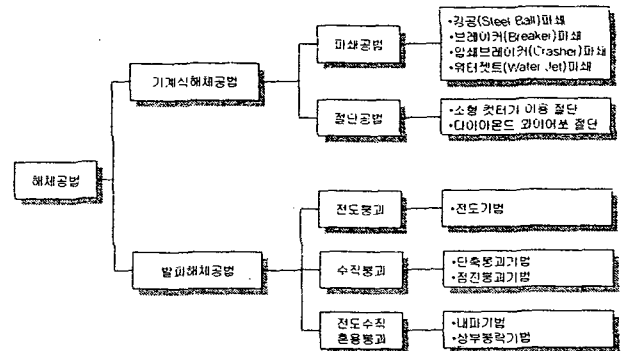 해체공법
기계식해체공법
파쇄공법
•강공(Steel Ball)파쇄
•브레이커(Breaker)파쇄
•압쇄브레이커(Crasher)파쇄
•워터젯트(Water Jet)파쇄
절단공법
•소형 컷터기 이용 절단
•다이아몬드 와이어쏘 절단
발파해체공법
전도붕괴
•전도기법
수직붕괴
•단축붕괴기법
•점진붕괴기법
전도수직
혼용붕괴
•내파기법
•상부붕락기법